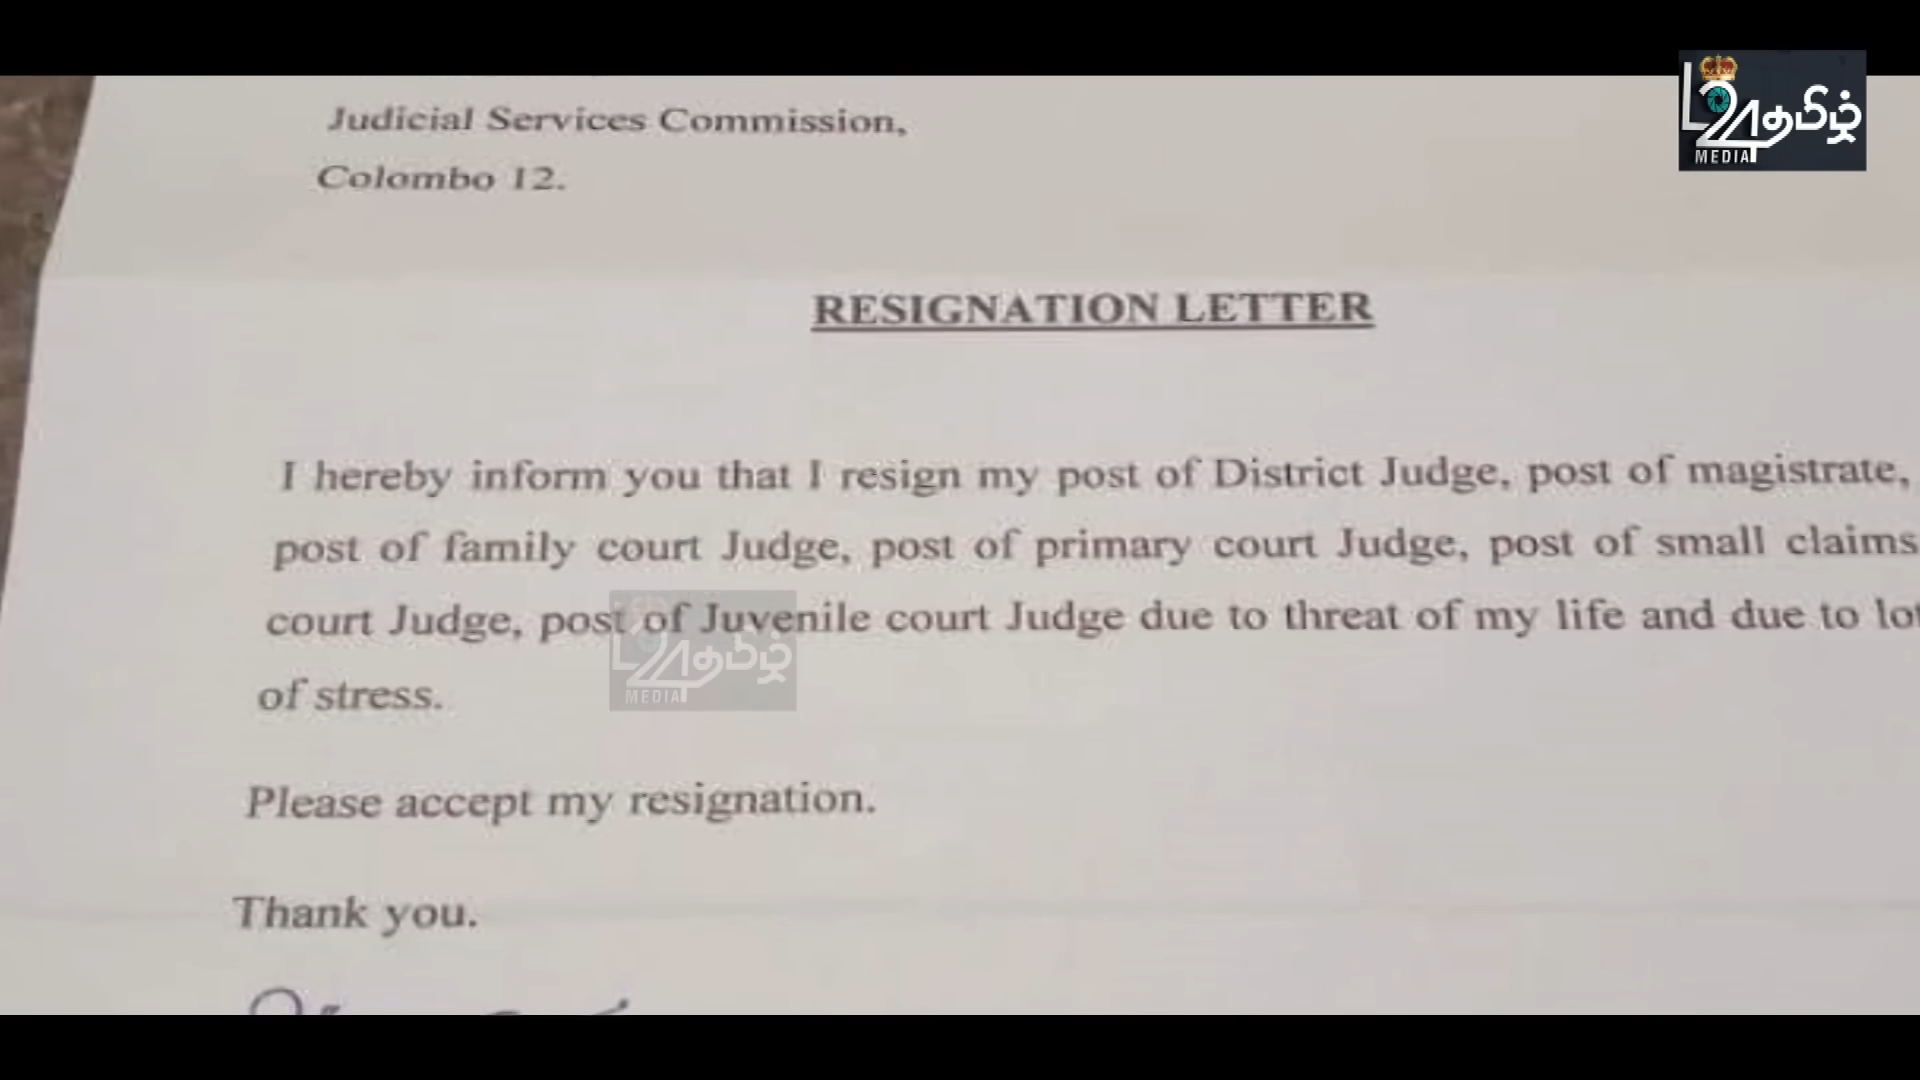 L24தமிழ்
MEDIA
Judicial Services Commission,
Colombo 12.
RESIGNATION LETTER
I hereby inform you that I resign my post of District Judge, post of magistrate,
post of family court Judge, post of primary court Judge, post of small claims
court Judge, post of Juvenile court Judge due to threat of my life and due to lot
of stress.
L24தமிழ்
MEDIA
Please accept my resignation.
Thank you.